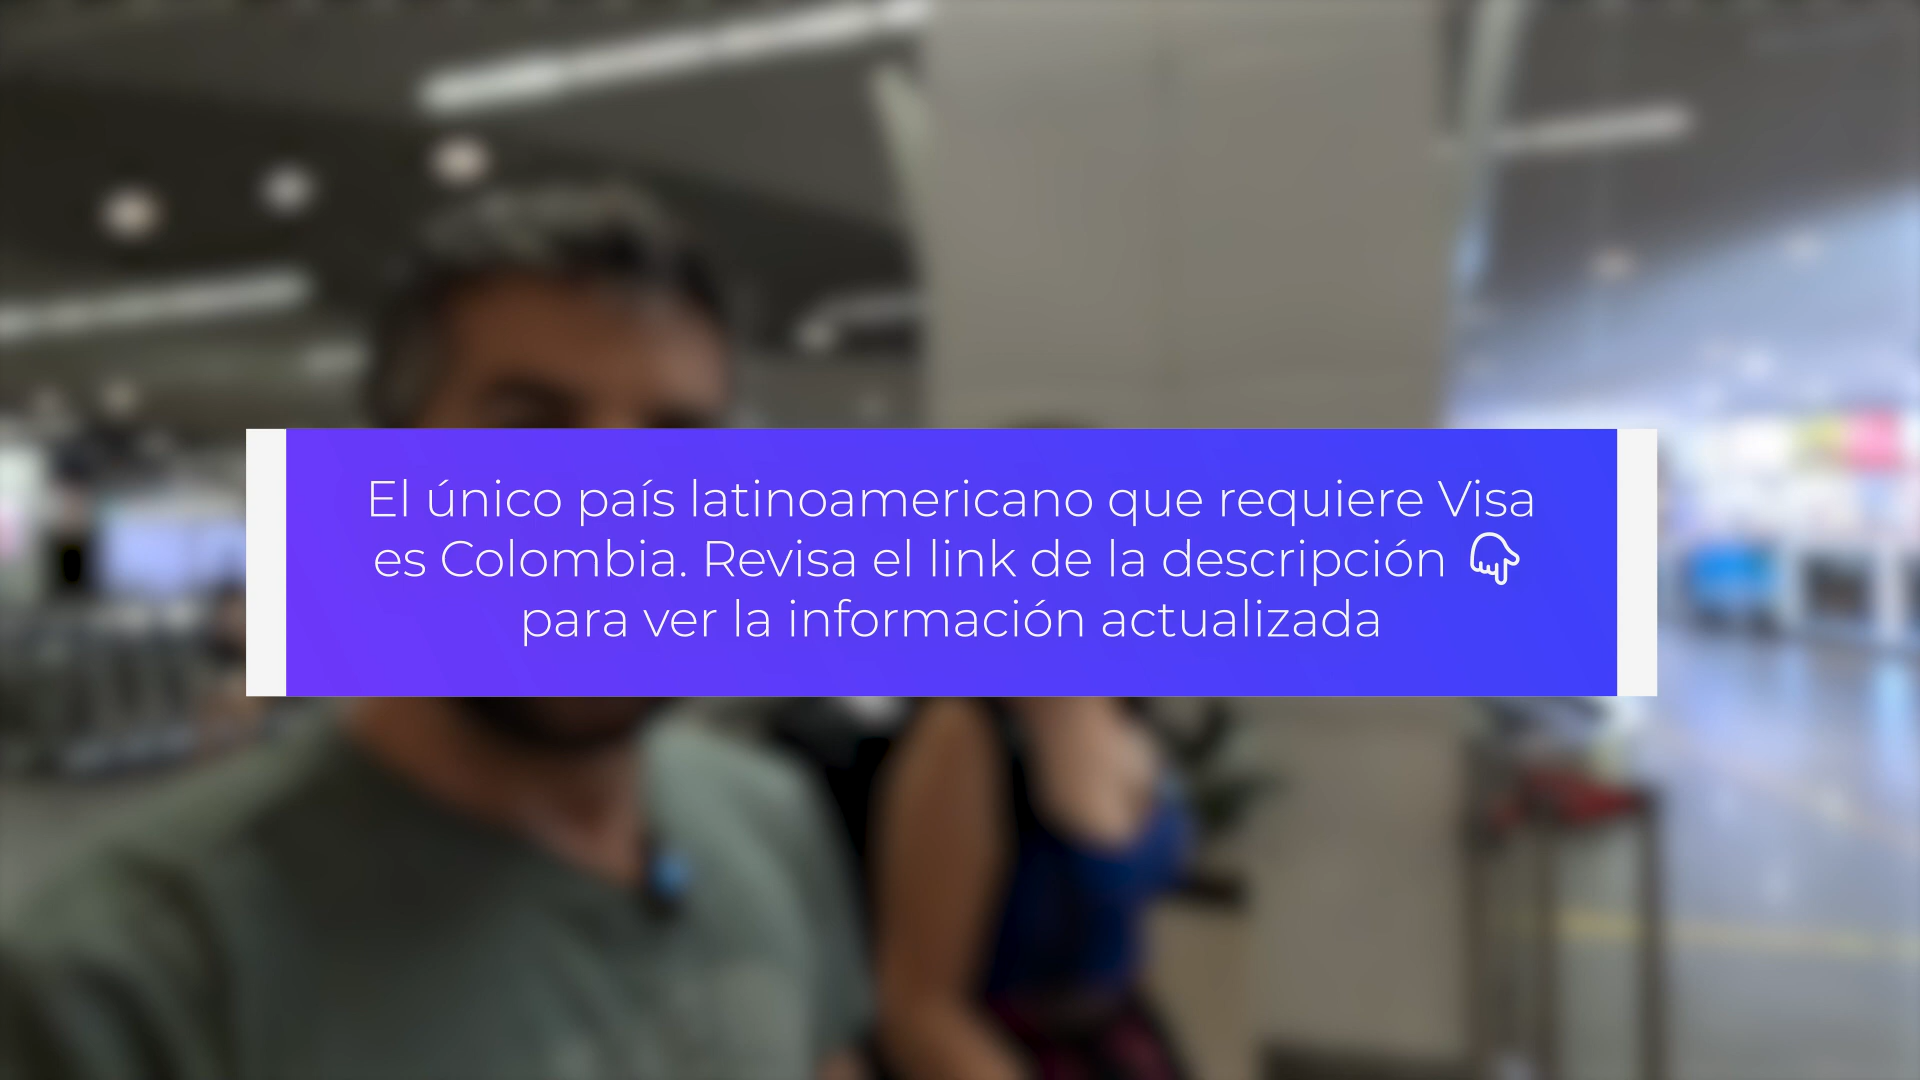 El único país latinoamericano que requiere Visa
es Colombia. Revisa el link de la descripción 👇
para ver la información actualizada